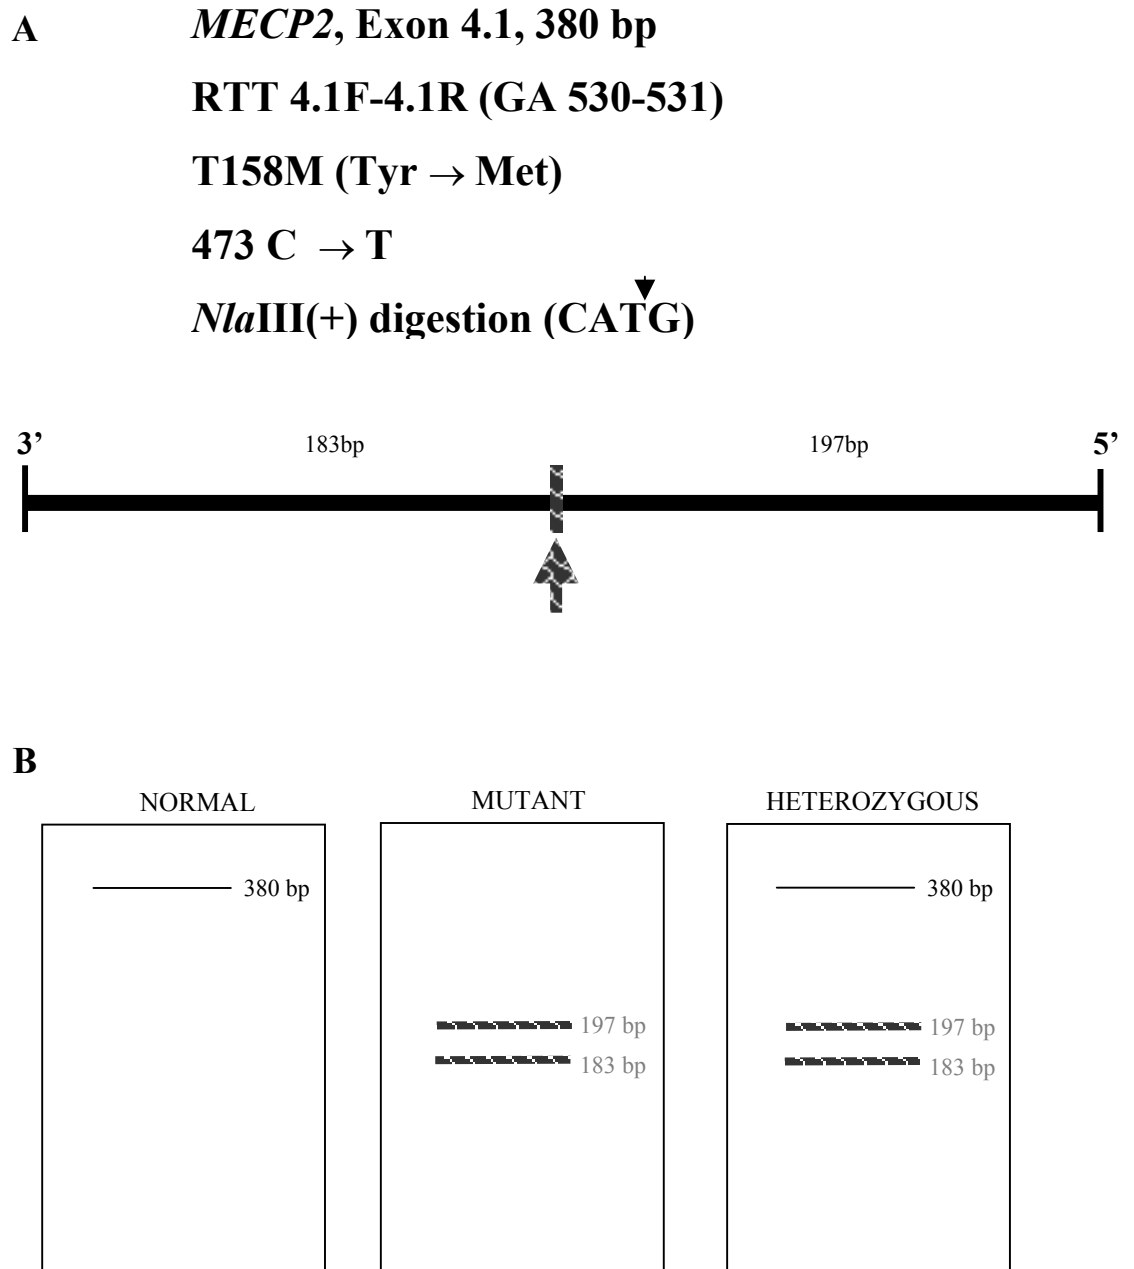 A
MECP2, Exon 4.1, 380 bp
RTT 4.1F-4.1R (GA 530-531)
T158M (Tyr → Met)
473 C → T
NlaIII(+) digestion (CATG)
3’ 183bp 197bp 5’
B
NORMAL MUTANT HETEROZYGOUS
380 bp 380 bp
197 bp 197 bp
183 bp 183 bp